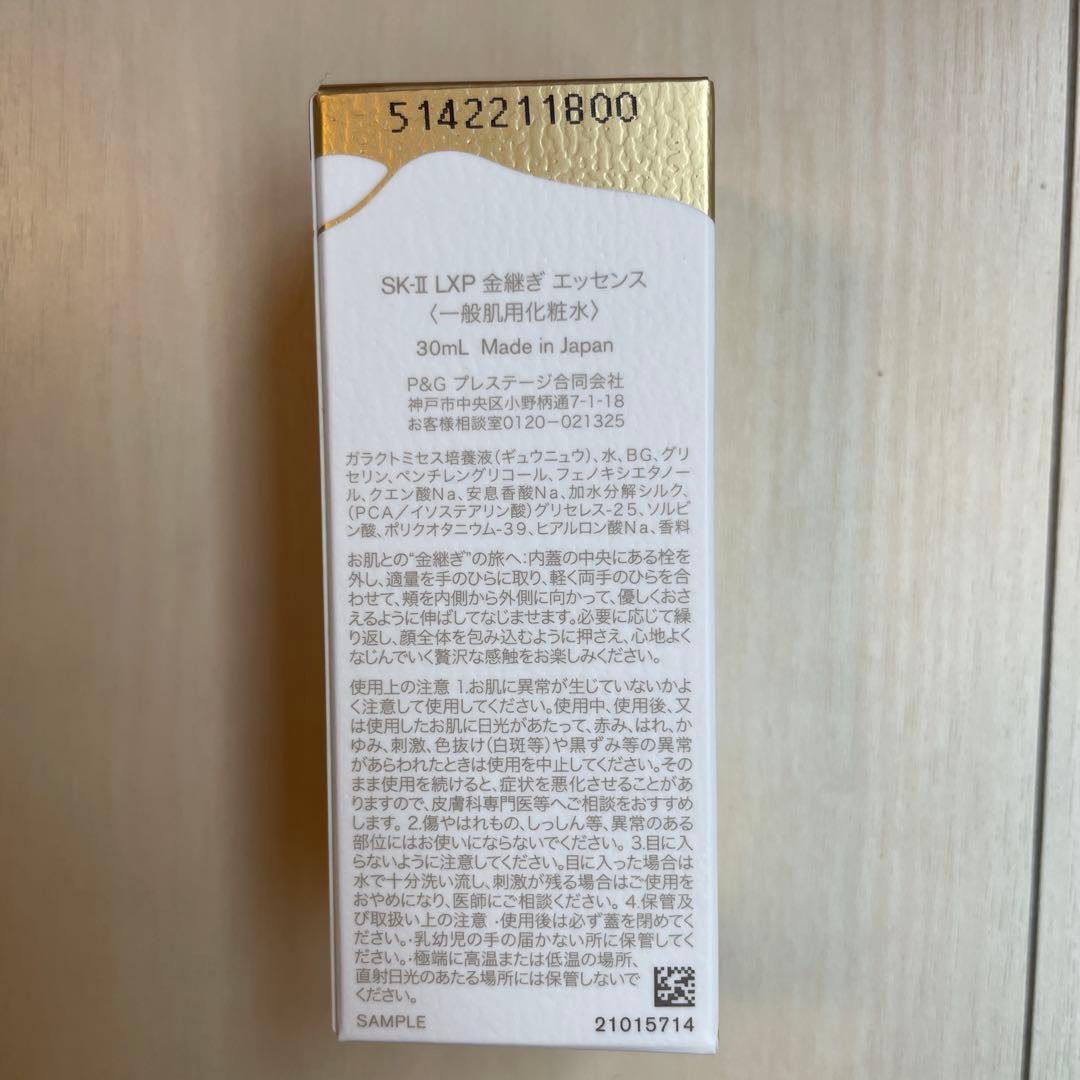 5142211800
SK-II LXP 金継ぎ エッセンス
〈一般肌用化粧水〉
30mL Made in Japan
P&G プレステージ合同会社
神戸市中央区小野柄通7-1-18
お客様相談室0120-021325
ガラクトミセス培養液(ギュウニュウ)、水、BG、グリ
セリン、ペンチレングリコール、フェノキシエタノー
ル、クエン酸Na、安息香酸Na、加水分解シルク、
(PCA/イソステアリン酸)グリセレス-25、ソルビ
ン酸、ポリクオタニウム-39、ヒアルロン酸Na、香料
お肌との“金継ぎ”の旅へ:内蓋の中央にある栓を
外し、適量を手のひらに取り、軽く両手のひらを合
わせて、頬を内側から外側に向かって、優しくおさ
えるように伸ばしてなじませます。必要に応じて繰
り返し、顔全体を包み込むように押さえ、心地よく
なじんでいく贅沢な感触をお楽しみください。
使用上の注意 1.お肌に異常が生じていないかよ
く注意して使用してください。使用中、使用後、又
は使用したお肌に日光があたって、赤み、はれ、か
ゆみ、刺激、色抜け(白斑等)や黒ずみ等の異常
があらわれたときは使用を中止してください。その
まま使用を続けると、症状を悪化させることがあ
りますので、皮膚科専門医等へご相談をおすすめ
します。2.傷やはれもの、しっしん等、異常のある
部位にはお使いにならないでください。3.目に入
らないように注意してください。目に入った場合は
水で十分洗い流し、刺激が残る場合はご使用を
おやめになり、医師にご相談ください。4.保管及
び取扱い上の注意 ・使用後は必ず蓋を閉めてく
ださい。・乳幼児の手の届かない所に保管してく
ださい。・極端に高温または低温の場所、
直射日光のあたる場所には保管しないで
ください。
SAMPLE
21015714